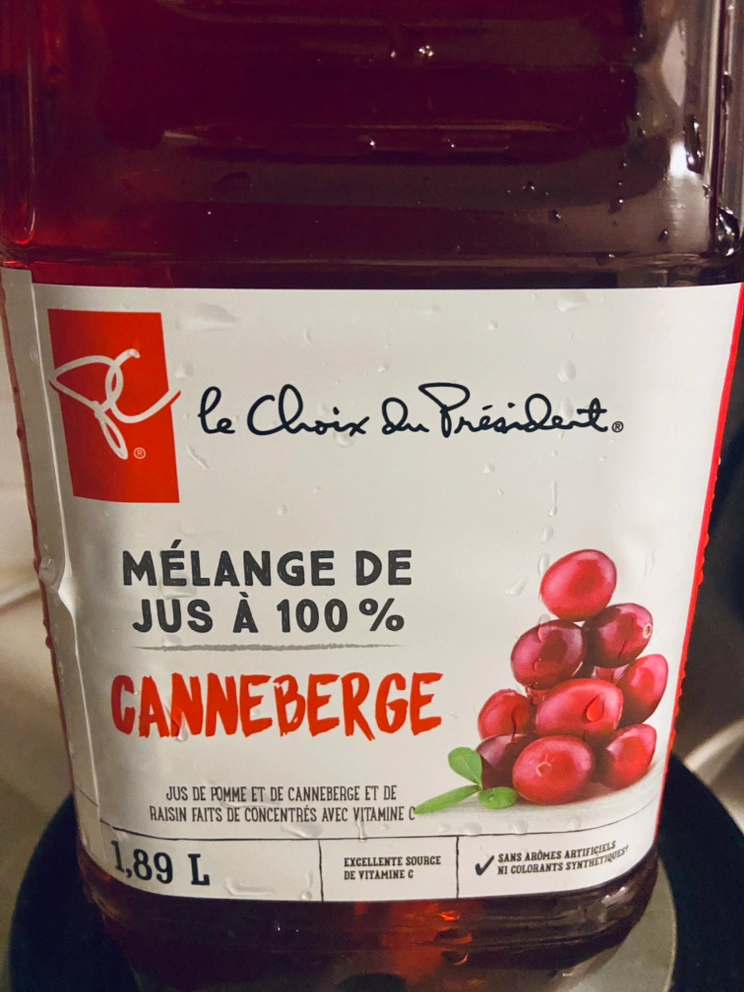 PC®
le Choix du Président®
MÉLANGE DE
JUS À 100 %
CANNEBERGE
JUS DE POMME ET DE CANNEBERGE ET DE
RAISIN FAITS DE CONCENTRÉS AVEC VITAMINE C
1,89 L
EXCELLENTE SOURCE
DE VITAMINE C
✓ SANS ARÔMES ARTIFICIELS
NI COLORANTS SYNTHÉTIQUES